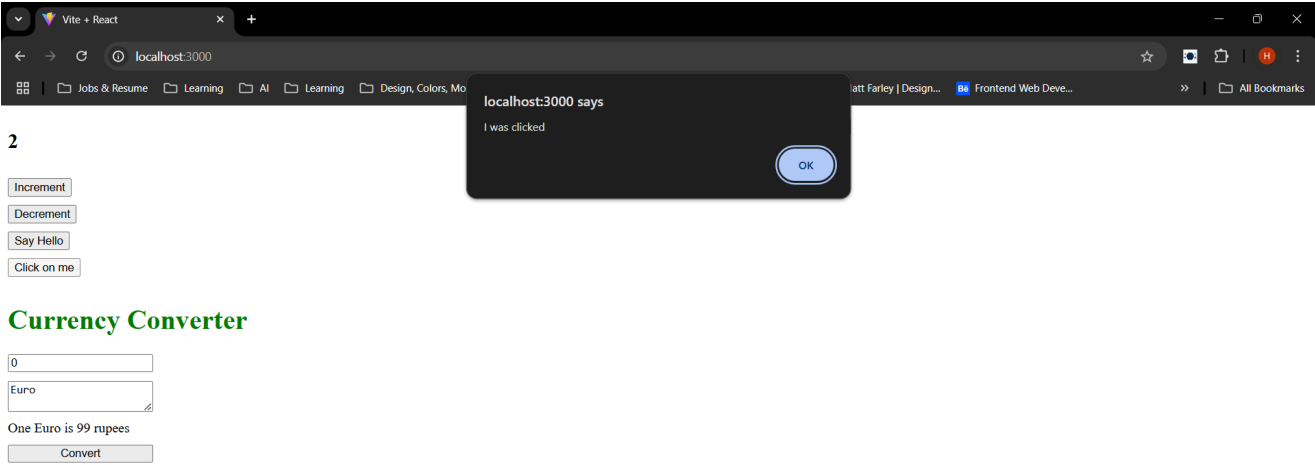 Vite + React
localhost:3000
H
Jobs & Resume Learning AI Learning Design, Colors, Mo att Farley | Design... Bē Frontend Web Deve... All Bookmarks
localhost:3000 says
I was clicked
OK
2
Increment
Decrement
Say Hello
Click on me
Currency Converter
0
Euro
One Euro is 99 rupees
Convert